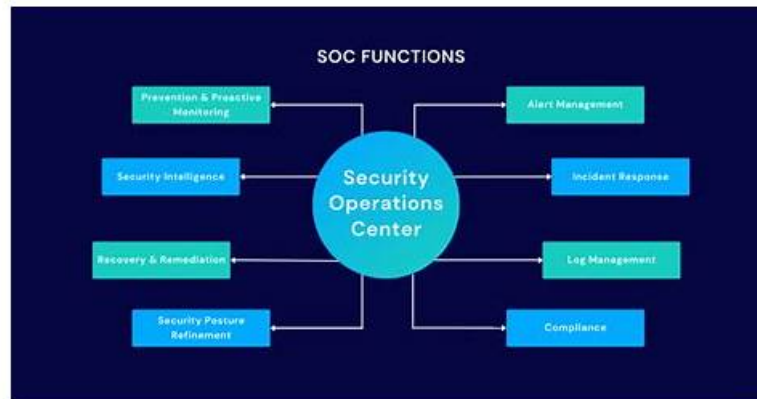 SOC FUNCTIONS
Prevention & Proactive
Monitoring
Alert Management
Security Intelligence
Incident Response
Security
Operations
Center
Recovery & Remediation
Log Management
Security Posture
Refinement
Compliance